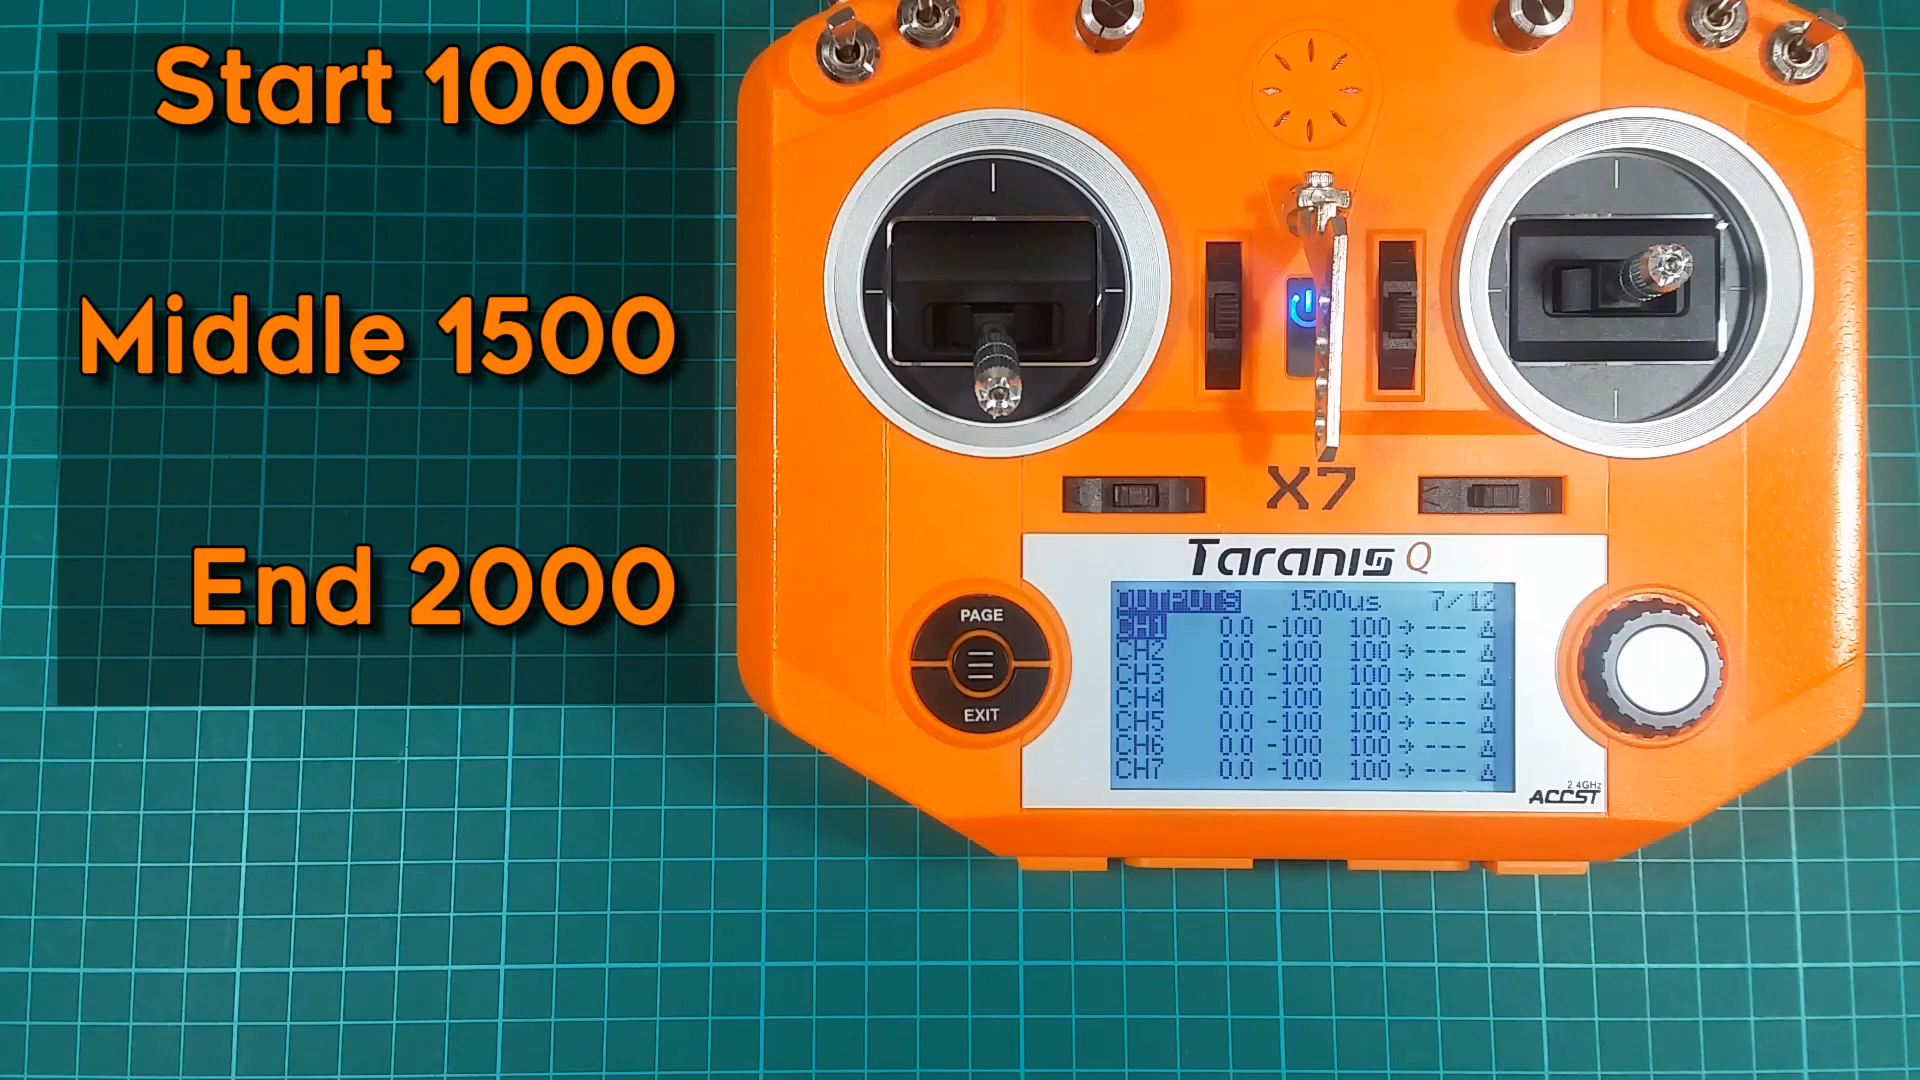 Start 1000
Middle 1500
End 2000
X7
Taranis Q
PAGE
EXIT
OUTPUTS 1500us 7/12
CH1 0.0 -100 100 → --- Δ
CH2 0.0 -100 100 → --- Δ
CH3 0.0 -100 100 → --- Δ
CH4 0.0 -100 100 → --- Δ
CH5 0.0 -100 100 → --- Δ
CH6 0.0 -100 100 → --- Δ
CH7 0.0 -100 100 → --- Δ
2.4GHz
ACCST